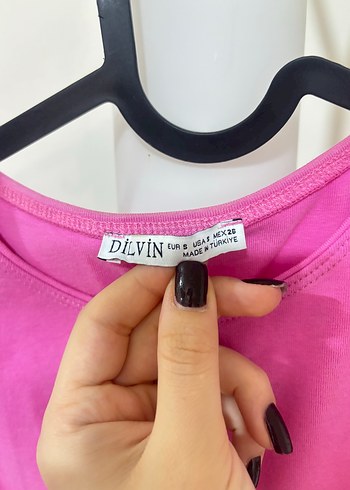 DİLVİN EUR S USA S MEX 26
MADE IN TÜRKİYE